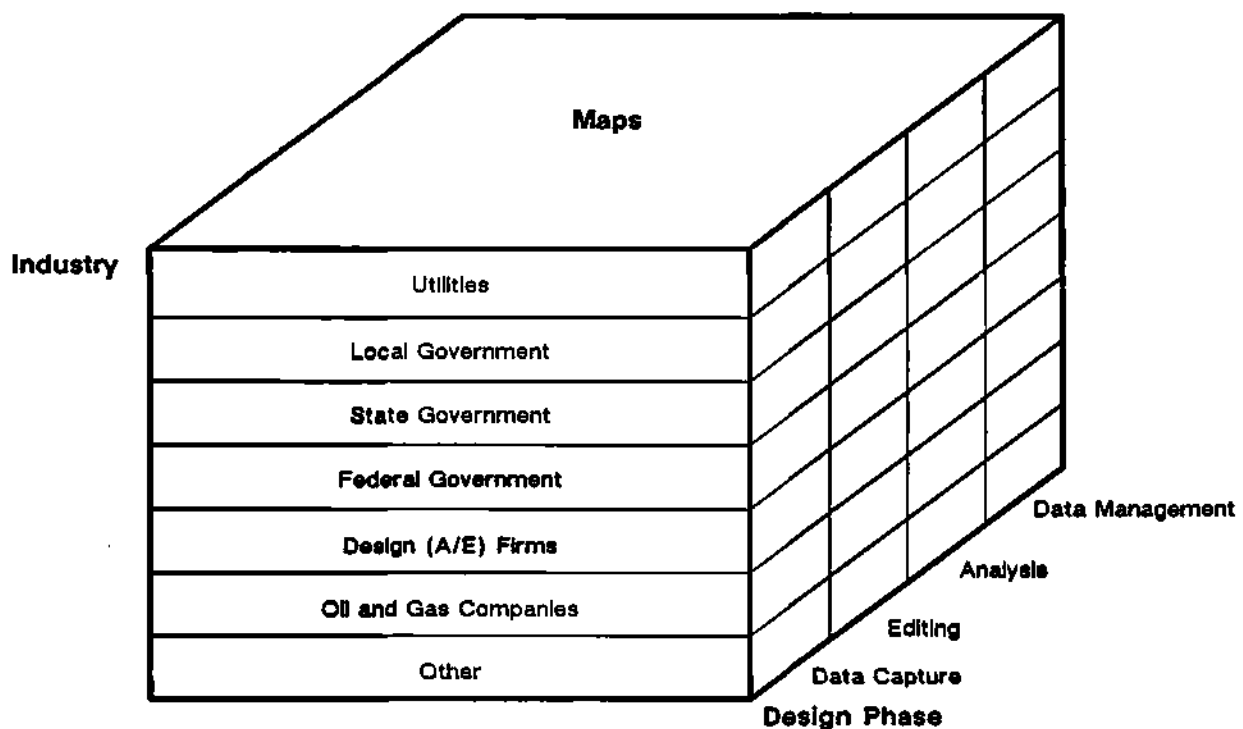 Maps
Industry
Utilities
Local Government
State Government
Federal Government
Design (A/E) Firms
Oil and Gas Companies
Other
Data Management
Analysis
Editing
Data Capture
Design Phase